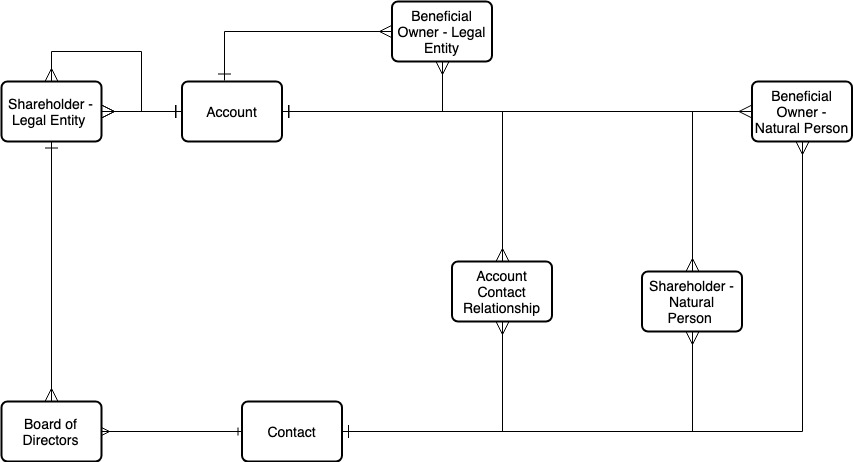 Beneficial
Owner - Legal
Entity
Shareholder -
Legal Entity
Account
Beneficial
Owner -
Natural Person
Account
Contact
Relationship
Shareholder -
Natural
Person
Board of
Directors
Contact